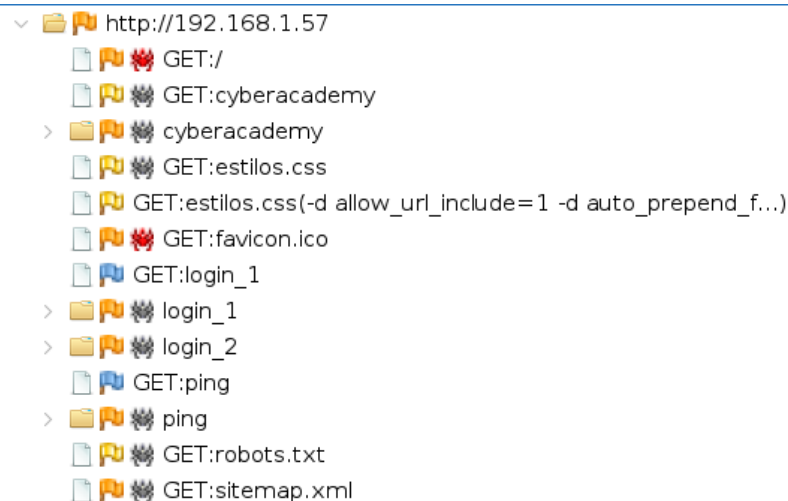 http://192.168.1.57
GET:/
GET:cyberacademy
cyberacademy
GET:estilos.css
GET:estilos.css(-d allow_url_include=1 -d auto_prepend_f...)
GET:favicon.ico
GET:login_1
login_1
login_2
GET:ping
ping
GET:robots.txt
GET:sitemap.xml